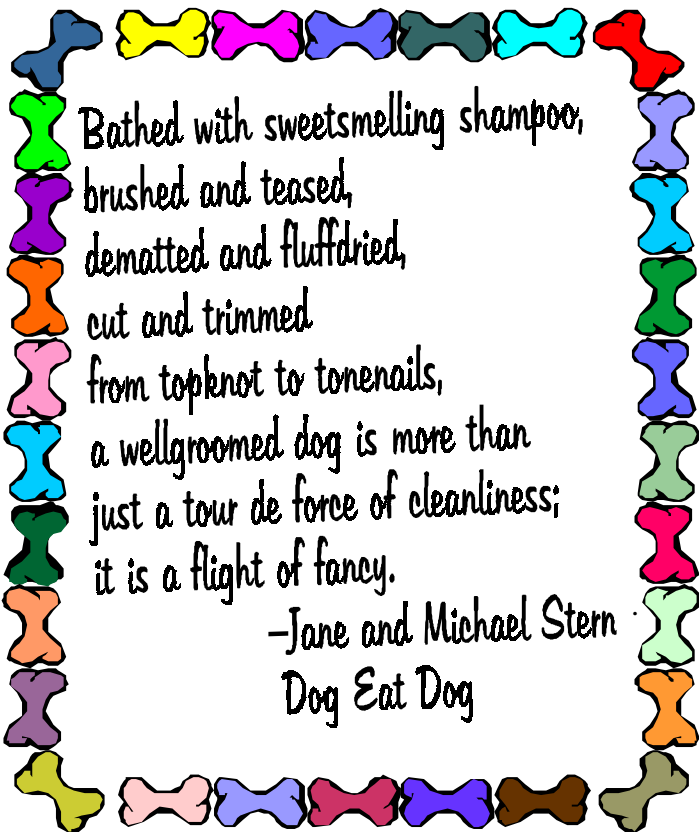 Bathed with sweetsmelling shampoo,
brushed and teased,
dematted and fluffdried,
cut and trimmed
from topknot to tonenails,
a wellgroomed dog is more than
just a tour de force of cleanliness;
it is a flight of fancy.
-Jane and Michael Stern
Dog Eat Dog